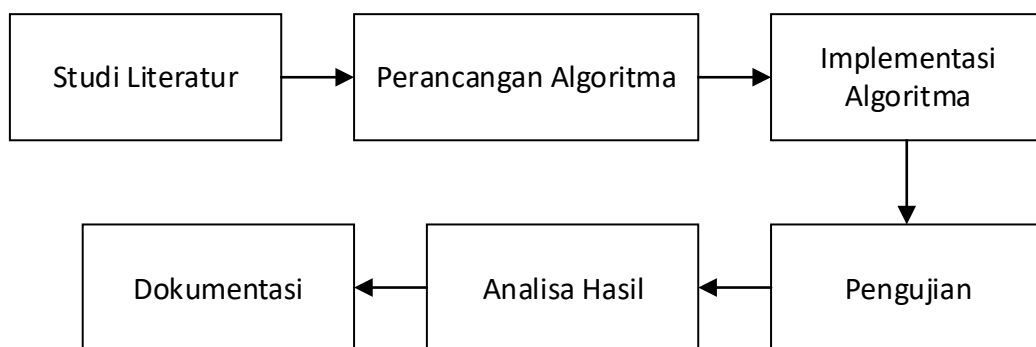 Studi Literatur
Perancangan Algoritma
Implementasi
Algoritma
Pengujian
Analisa Hasil
Dokumentasi